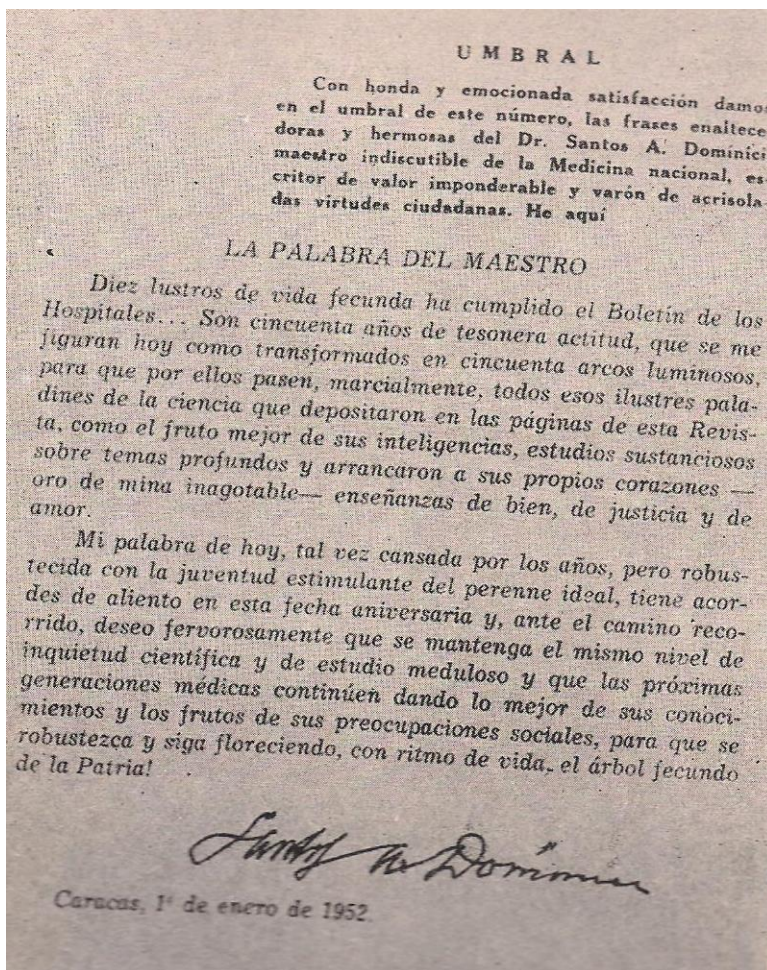 UMBRAL
Con honda y emocionada satisfacción damos
en el umbral de este número, las frases enaltece-
doras y hermosas del Dr. Santos A. Dominici
maestro indiscutible de la Medicina nacional, es-
critor de valor imponderable y varón de acrisola-
das virtudes ciudadanas. He aquí
LA PALABRA DEL MAESTRO
Diez lustros de vida fecunda ha cumplido el Boletín de los
Hospitales... Son cincuenta años de tesonera actitud, que se me
figuran hoy como transformados en cincuenta arcos luminosos,
para que por ellos pasen, marcialmente, todos esos ilustres pala-
dines de la ciencia que depositaron en las páginas de esta Revis-
ta, como el fruto mejor de sus inteligencias, estudios sustanciosos
sobre temas profundos y arrancaron a sus propios corazones —
oro de mina inagotable— enseñanzas de bien, de justicia y de
amor.
Mi palabra de hoy, tal vez cansada por los años, pero robus-
tecida con la juventud estimulante del perenne ideal, tiene acor-
des de aliento en esta fecha aniversaria y, ante el camino reco-
rrido, deseo fervorosamente que se mantenga el mismo nivel de
inquietud científica y de estudio meduloso y que las próximas
generaciones médicas continúen dando lo mejor de sus conoci-
mientos y los frutos de sus preocupaciones sociales, para que se
robustezca y siga floreciendo, con ritmo de vida, el árbol fecundo
de la Patria!
Santos A. Dominici
Caracas, 1º de enero de 1952